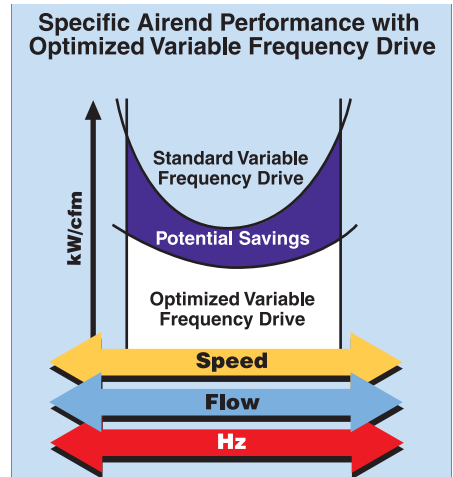 Specific Airend Performance with
Optimized Variable Frequency Drive
kW/cfm
Standard Variable
Frequency Drive
Potential Savings
Optimized Variable
Frequency Drive
Speed
Flow
Hz